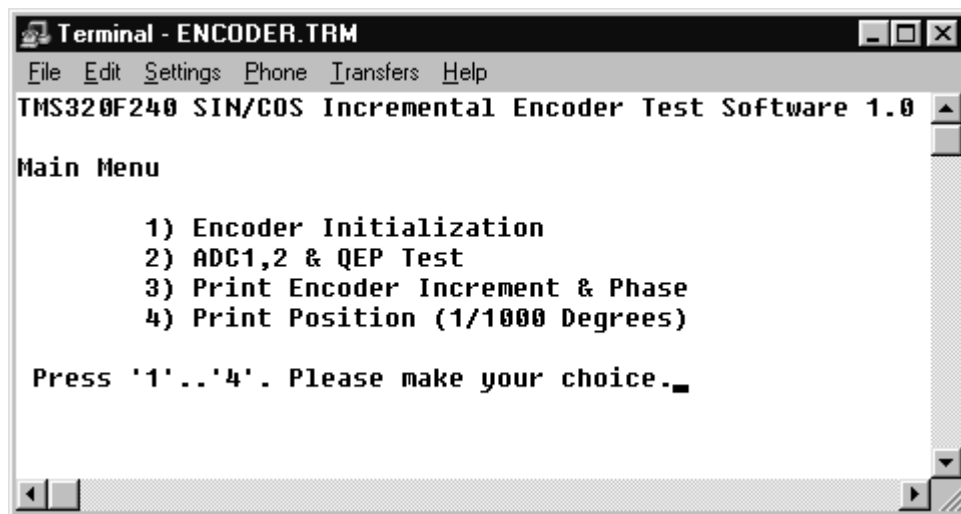 Terminal - ENCODER.TRM
File Edit Settings Phone Transfers Help
TMS320F240 SIN/COS Incremental Encoder Test Software 1.0
Main Menu
1) Encoder Initialization
2) ADC1,2 & QEP Test
3) Print Encoder Increment & Phase
4) Print Position (1/1000 Degrees)
Press '1'..'4'. Please make your choice.